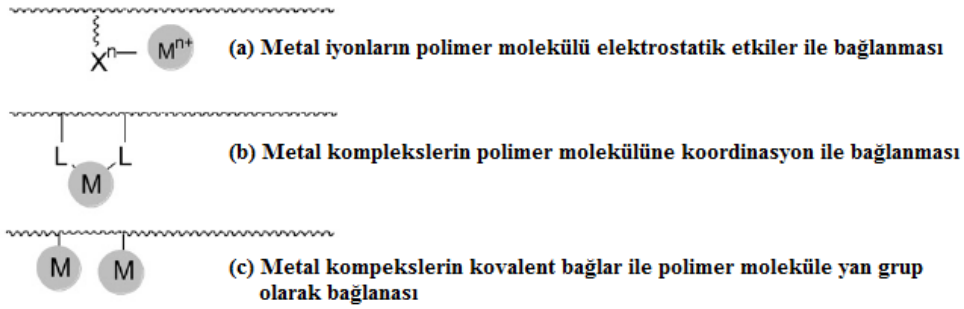 Xn— Mn+ (a) Metal iyonların polimer molekülü elektrostatik etkiler ile bağlanması
L L
M
(b) Metal komplekslerin polimer molekülüne koordinasyon ile bağlanması
M M
(c) Metal kompekslerin kovalent bağlar ile polimer moleküle yan grup
olarak bağlanası